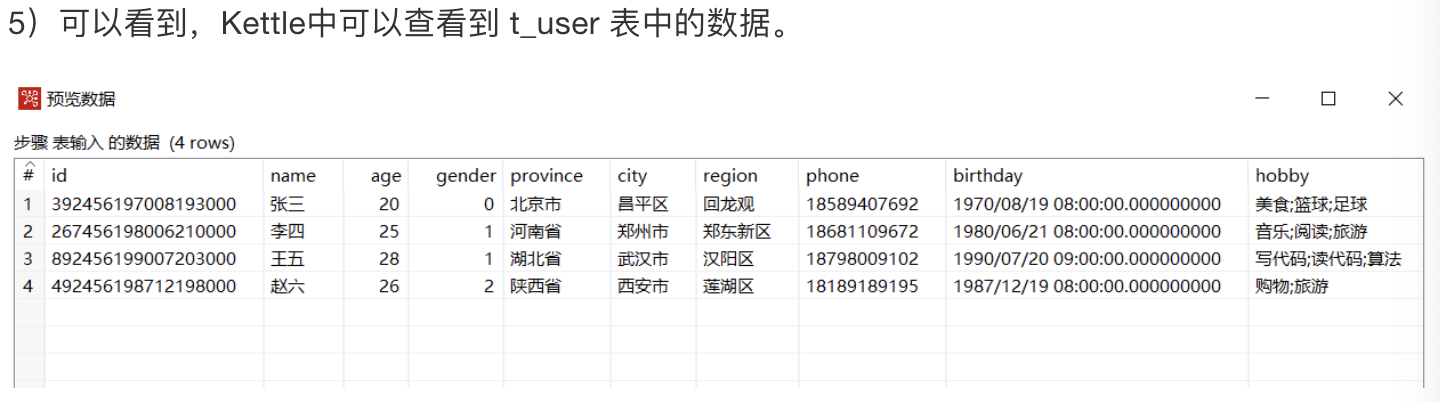 5）可以看到，Kettle中可以查看到 t_user 表中的数据。
预览数据
步骤 表输入 的数据 (4 rows)
# id name age gender province city region phone birthday hobby
1 392456197008193000 张三 20 0 北京市 昌平区 回龙观 18589407692 1970/08/19 08:00:00.000000000 美食;篮球;足球
2 267456198006210000 李四 25 1 河南省 郑州市 郑东新区 18681109672 1980/06/21 08:00:00.000000000 音乐;阅读;旅游
3 892456199007203000 王五 28 1 湖北省 武汉市 汉阳区 18798009102 1990/07/20 09:00:00.000000000 写代码;读代码;算法
4 492456198712198000 赵六 26 2 陕西省 西安市 莲湖区 18189189195 1987/12/19 08:00:00.000000000 购物;旅游